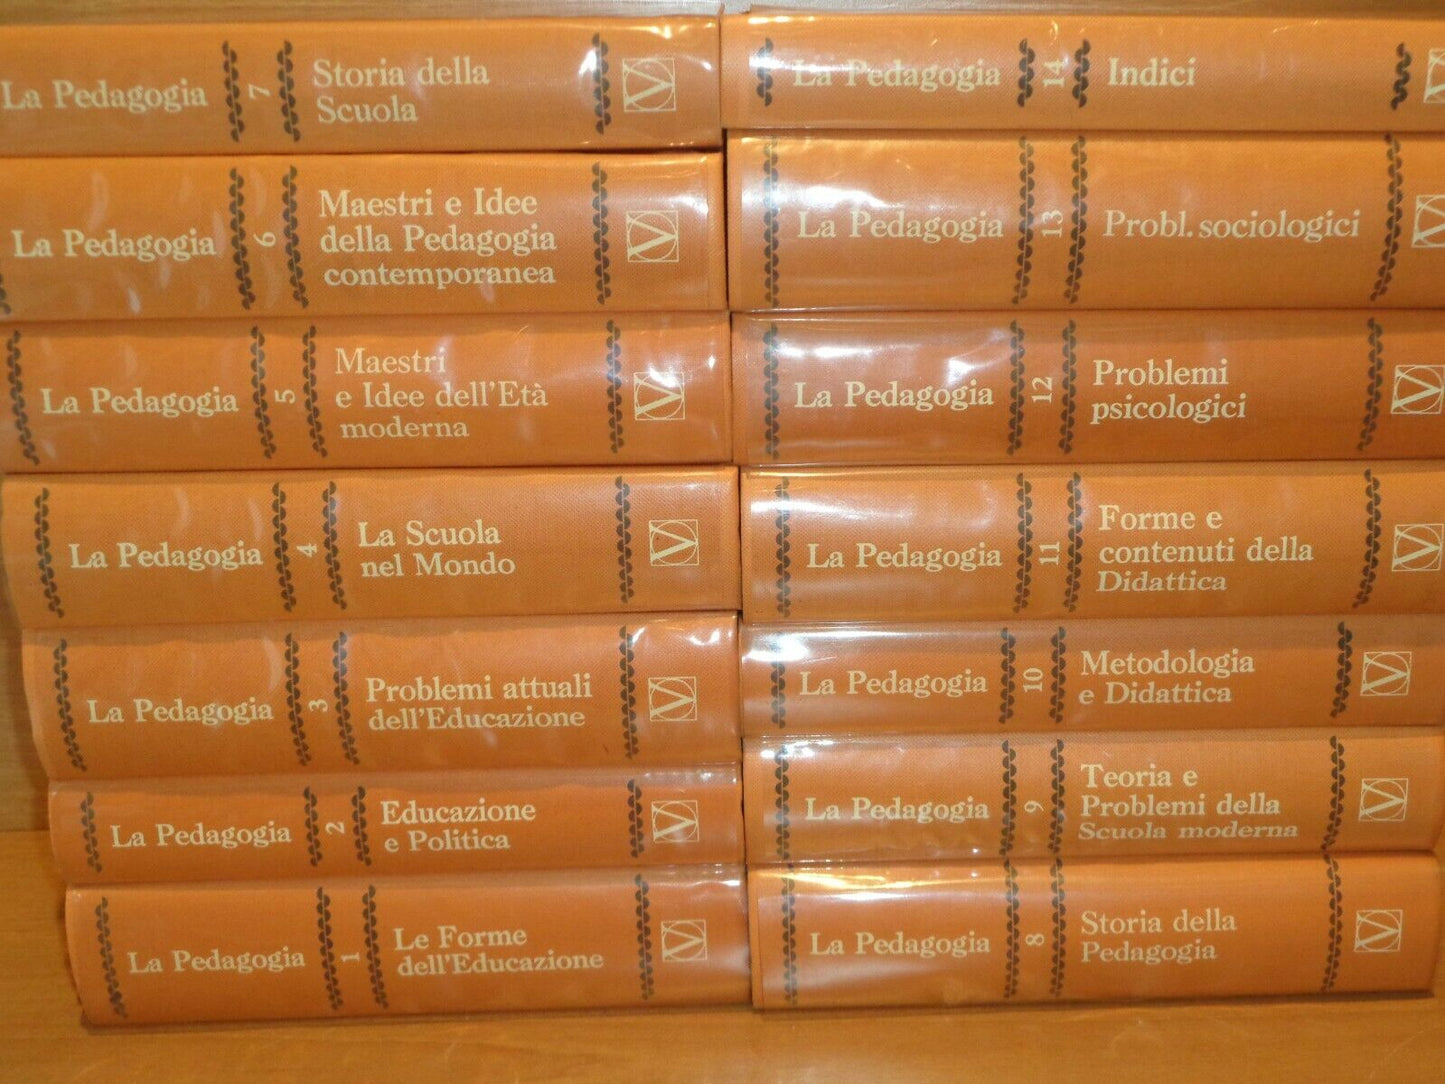 La Pedagogia
7
Storia della
Scuola
La Pedagogia
6
Maestri e Idee
della Pedagogia
contemporanea
La Pedagogia
5
Maestri
e Idee dell'Età
moderna
La Pedagogia
4
La Scuola
nel Mondo
La Pedagogia
3
Problemi attuali
dell'Educazione
La Pedagogia
2
Educazione
e Politica
La Pedagogia
1
Le Forme
dell'Educazione
La Pedagogia
14
Indici
La Pedagogia
13
Probl. sociologici
La Pedagogia
12
Problemi
psicologici
La Pedagogia
11
Forme e
contenuti della
Didattica
La Pedagogia
10
Metodologia
e Didattica
La Pedagogia
9
Teoria e
Problemi della
Scuola moderna
La Pedagogia
8
Storia della
Pedagogia